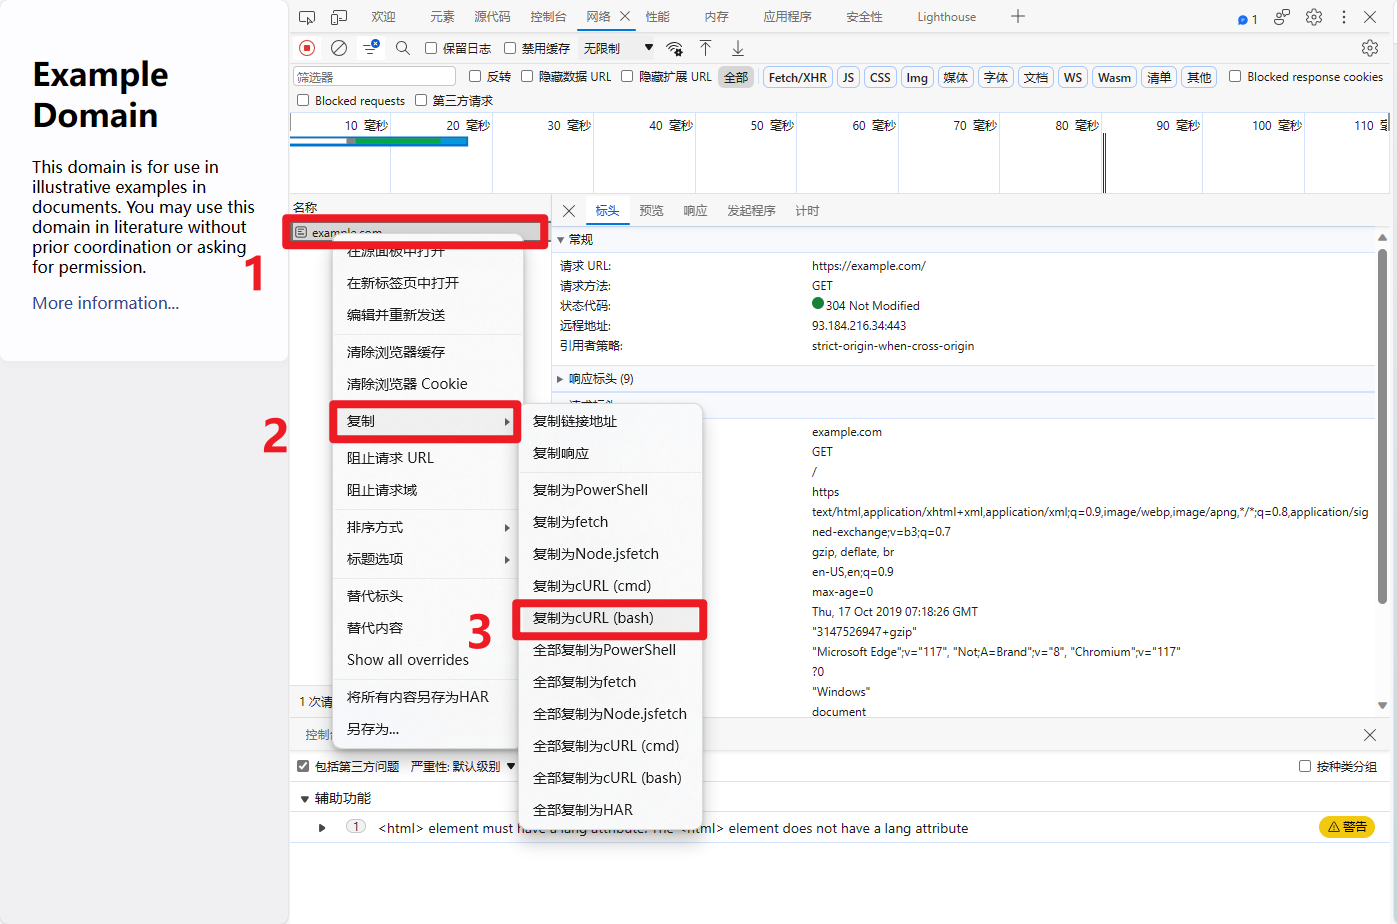 Example
Domain
This domain is for use in
illustrative examples in
documents. You may use this
domain in literature without
prior coordination or asking
for permission.
More information...
1
2
3
欢迎 元素 源代码 控制台 网络 性能 内存 应用程序 安全性 Lighthouse 1
保留日志 禁用缓存 无限制
筛选器 反转 隐藏数据 URL 隐藏扩展 URL 全部 Fetch/XHR JS CSS Img 媒体 字体 文档 WS Wasm 清单 其他 Blocked response cookies
Blocked requests 第三方请求
10 毫秒 20 毫秒 30 毫秒 40 毫秒 50 毫秒 60 毫秒 70 毫秒 80 毫秒 90 毫秒 100 毫秒 110
名称
example.com
在源面板中打开
在新标签页中打开
编辑并重新发送
清除浏览器缓存
清除浏览器 Cookie
复制
阻止请求 URL
阻止请求域
排序方式
标题选项
替代标头
替代内容
Show all overrides
将所有内容另存为HAR
另存为...
复制链接地址
复制响应
复制为PowerShell
复制为fetch
复制为Node.jsfetch
复制为cURL (cmd)
复制为cURL (bash)
全部复制为PowerShell
全部复制为fetch
全部复制为Node.jsfetch
全部复制为cURL (cmd)
全部复制为cURL (bash)
全部复制为HAR
标头 预览 响应 发起程序 计时
常规
请求 URL: https://example.com/
请求方法: GET
状态代码: 304 Not Modified
远程地址: 93.184.216.34:443
引用者策略: strict-origin-when-cross-origin
响应标头 (9)
example.com
GET
/
https
text/html,application/xhtml+xml,application/xml;q=0.9,image/webp,image/apng,*/*;q=0.8,application/sig
ned-exchange;v=b3;q=0.7
gzip, deflate, br
en-US,en;q=0.9
max-age=0
Thu, 17 Oct 2019 07:18:26 GMT
"3147526947+gzip"
"Microsoft Edge";v="117", "Not;A=Brand";v="8", "Chromium";v="117"
?0
"Windows"
document
1 次请
控制
包括第三方问题 严重性: 默认级别 按种类分组
辅助功能
1 <html> element must have a lang attribute: The <html> element does not have a lang attribute 警告